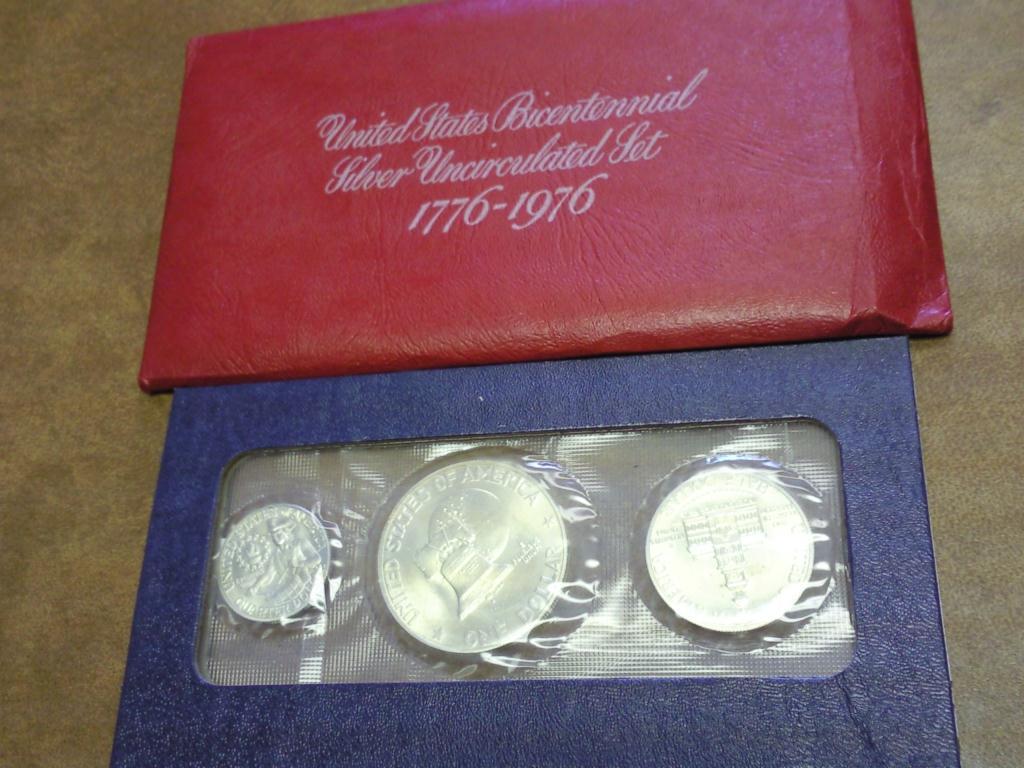 United States Bicentennial
Silver Uncirculated Set
1776-1976
UNITED STATES OF AMERICA
ONE DOLLAR